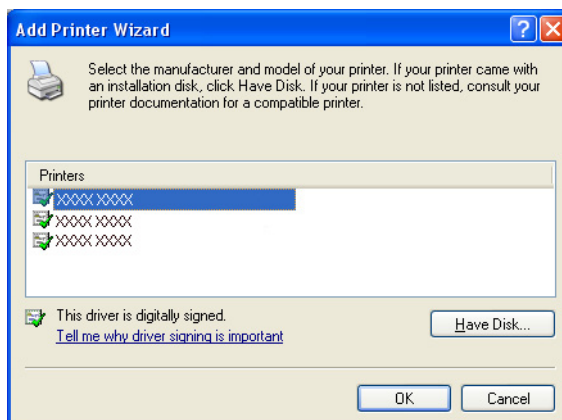 Add Printer Wizard
Select the manufacturer and model of your printer. If your printer came with
an installation disk, click Have Disk. If your printer is not listed, consult your
printer documentation for a compatible printer.
Printers
XXXX XXXX
XXXX XXXX
XXXX XXXX
This driver is digitally signed.
Tell me why driver signing is important
Have Disk...
OK
Cancel